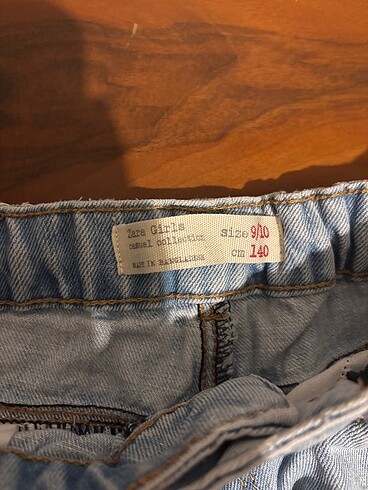 Zara Girls
casual collection
MADE IN BANGLADESH
size 9/10
cm 140